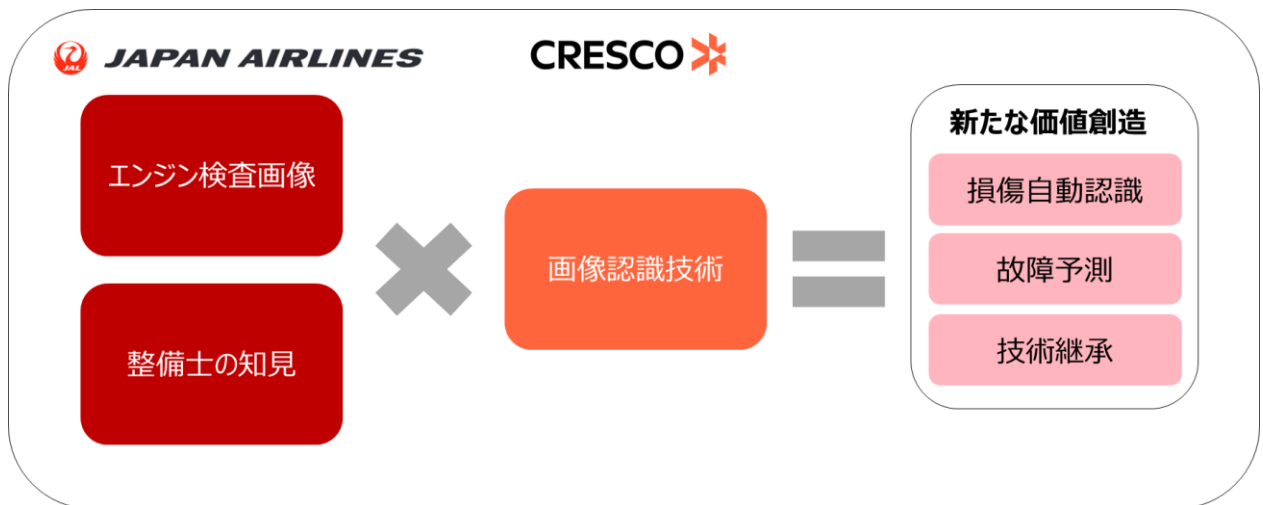 JAL
JAPAN AIRLINES
CRESCO
エンジン検査画像
整備士の知見
画像認識技術
新たな価値創造
損傷自動認識
故障予測
技術継承